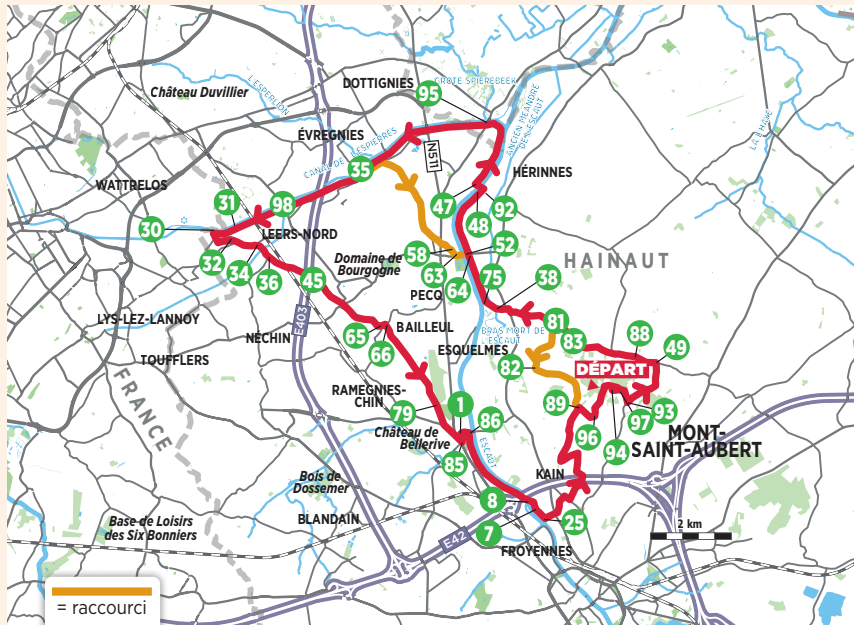 DOTTIGNIES
GROTE SPIEREBEEK
95
Château Duvillier
L'ESPERLION
ÉVREGNIES
CANAL DE L'ESPIERRES
N511
ANCIEN MÉANDRE
DE L'ESCAUT
LA LHAYE
35
HÉRINNES
WATTRELOS
31
98
47
92
30
LEERS-NORD
48
52
HAINAUT
32
34
36
45
58
Domaine de
Bourgogne
63
64
75
38
PECQ
LYS-LEZ-LANNOY
E403
NÉCHIN
65
66
BAILLEUL
BRAS MORT DE
L'ESCAUT
81
83
88
49
TOUFFLERS
ESQUELMES
82
DÉPART
FRANCE
RAMEGNIES-
CHIN
79
1
86
89
96
94
97
93
MONT-
SAINT-AUBERT
Château de
Bellerive
85
ESCAUT
KAIN
Bois de
Dossemer
8
7
25
2 km
BLANDAIN
Base de Loisirs
des Six Bonniers
E42
FROYENNES
= raccourci